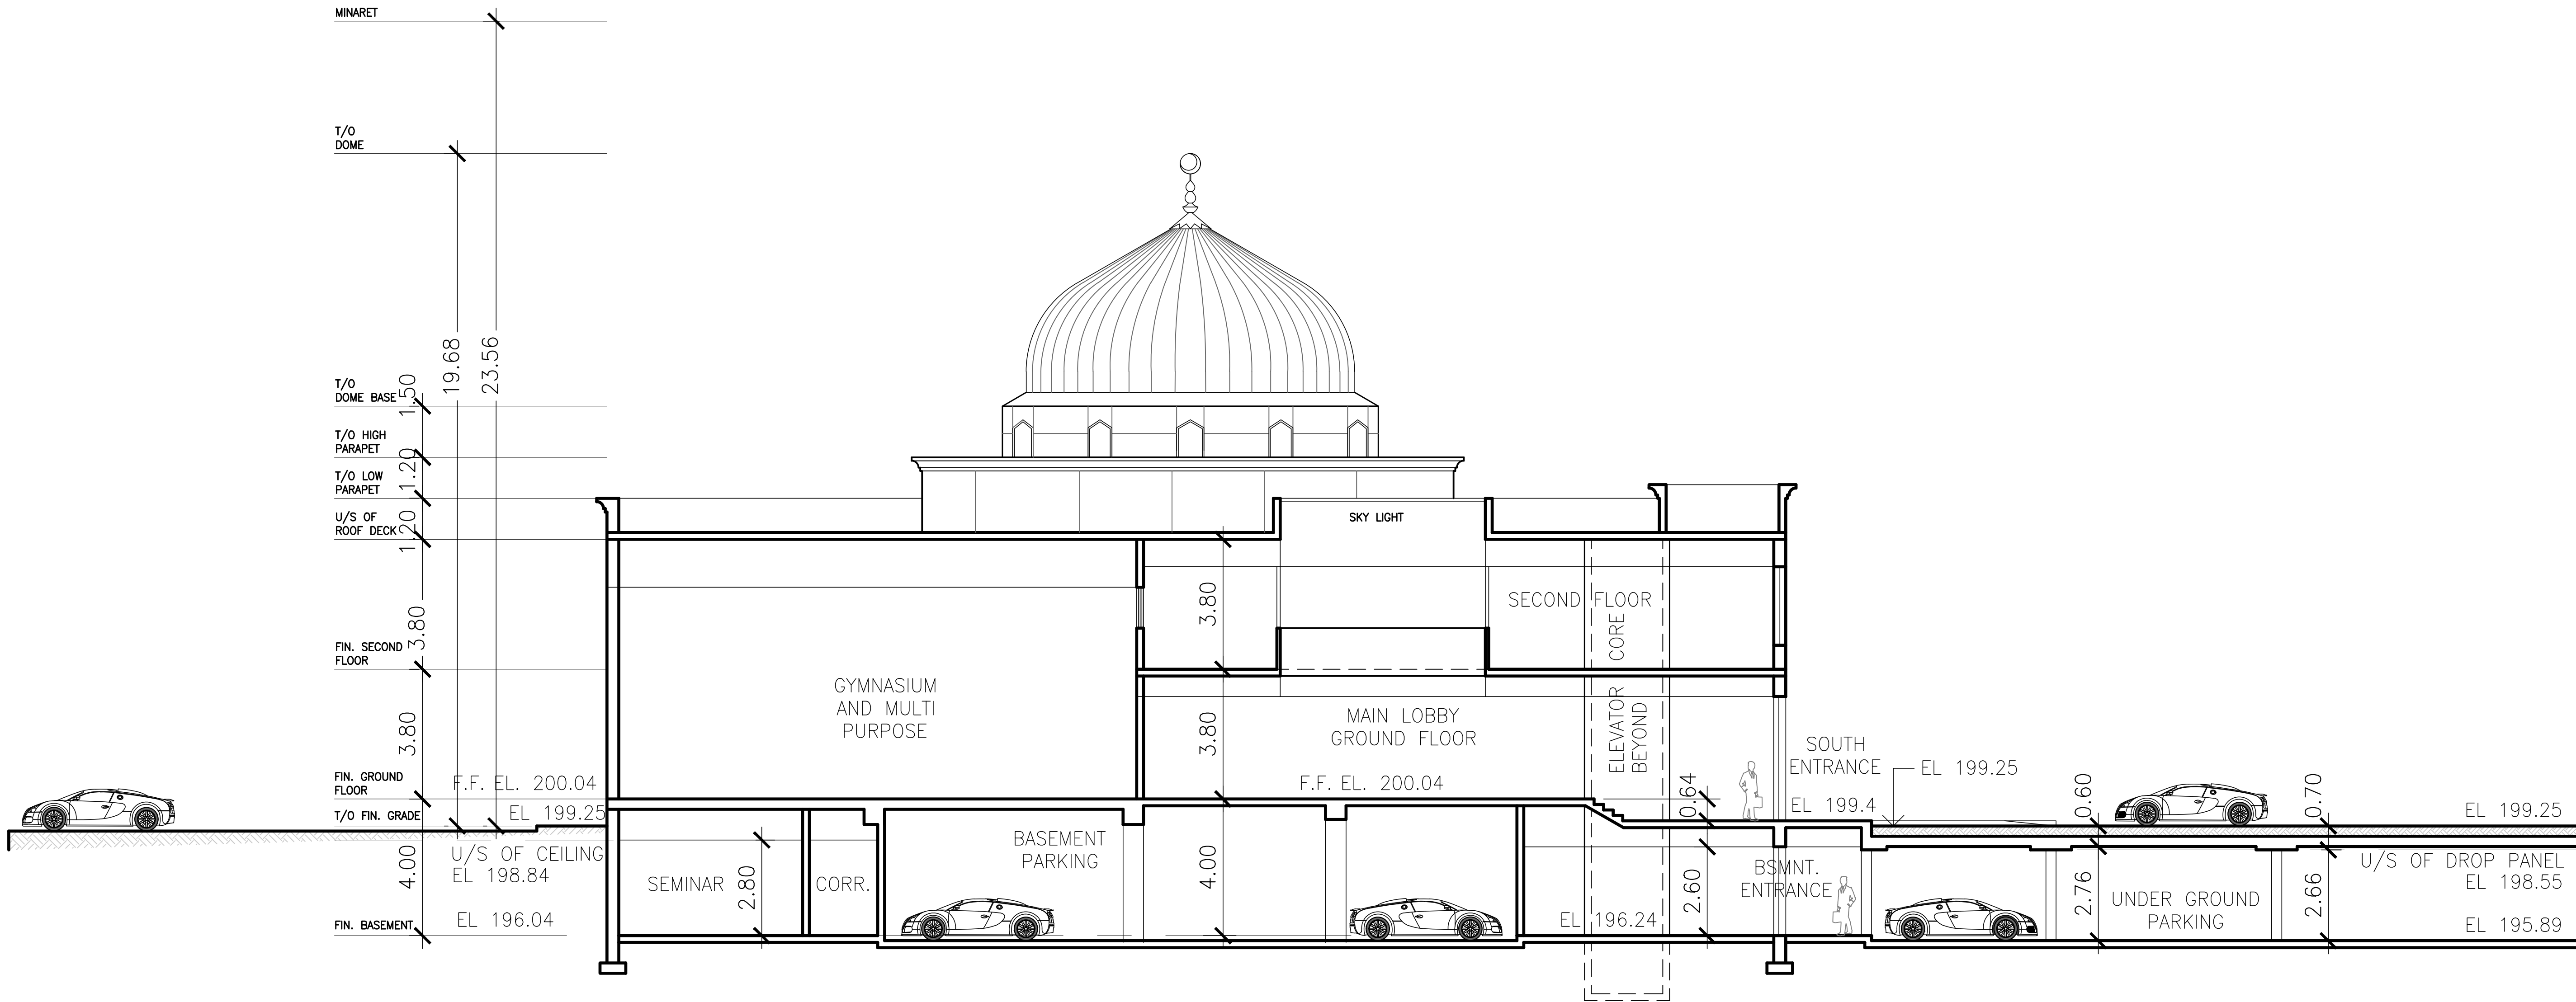 MINARET
T/O
DOME
19.68
23.56
T/O
DOME BASE
1.50
T/O HIGH
PARAPET
1.20
T/O LOW
PARAPET
U/S OF
ROOF DECK
1.20
SKY LIGHT
3.80
3.80
SECOND FLOOR
FIN. SECOND
FLOOR
ELEVATOR CORE
BEYOND
GYMNASIUM
AND MULTI
PURPOSE
3.80
3.80
MAIN LOBBY
GROUND FLOOR
SOUTH
ENTRANCE
EL 199.25
FIN. GROUND
FLOOR
F.F. EL. 200.04
F.F. EL. 200.04
0.64
0.60
0.70
T/O FIN. GRADE
EL 199.25
EL 199.4
EL 199.25
4.00
U/S OF CEILING
EL 198.84
SEMINAR
2.80
CORR.
BASEMENT
PARKING
4.00
2.60
BSMNT.
ENTRANCE
2.76
UNDER GROUND
PARKING
2.66
U/S OF DROP PANEL
EL 198.55
FIN. BASEMENT
EL 196.04
EL 196.24
EL 195.89